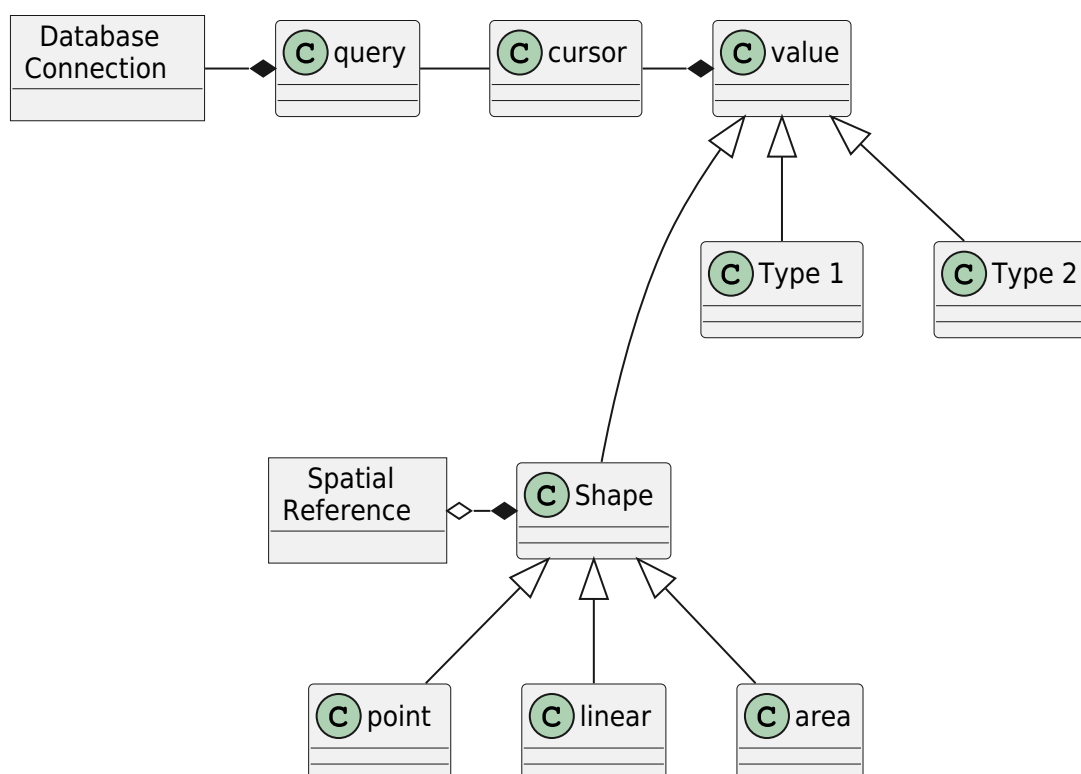 Database
Connection
C query
C cursor
C value
C Type 1
C Type 2
Spatial
Reference
C Shape
C point
C linear
C area